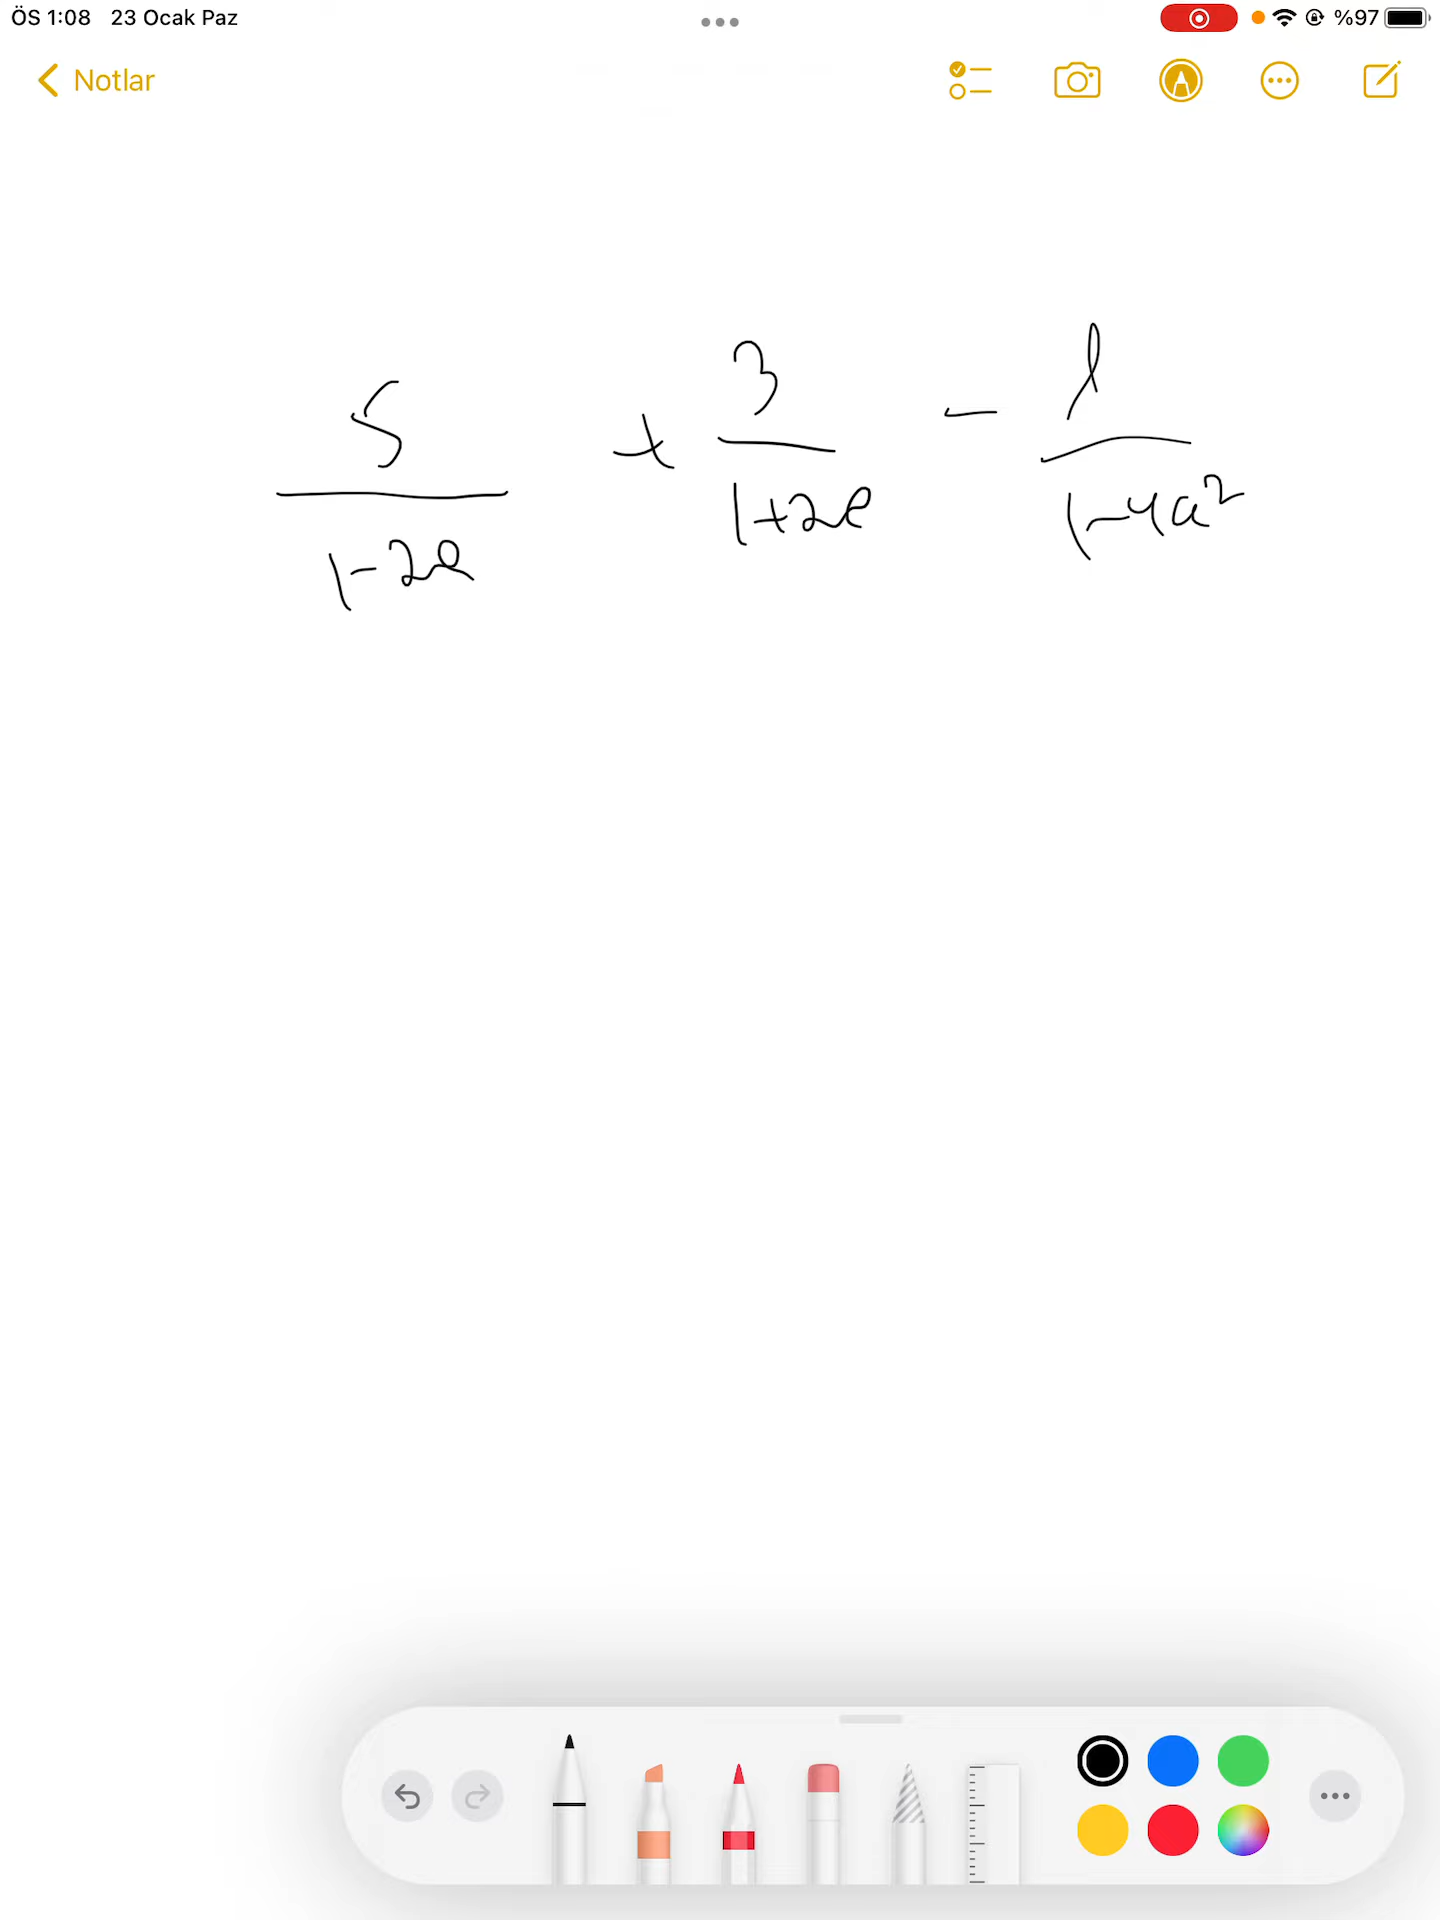 ÖS 1:08 23 Ocak Paz %97
Notlar
5/(1-2a) + 3/(1+2a) - 1/(1-4a²)